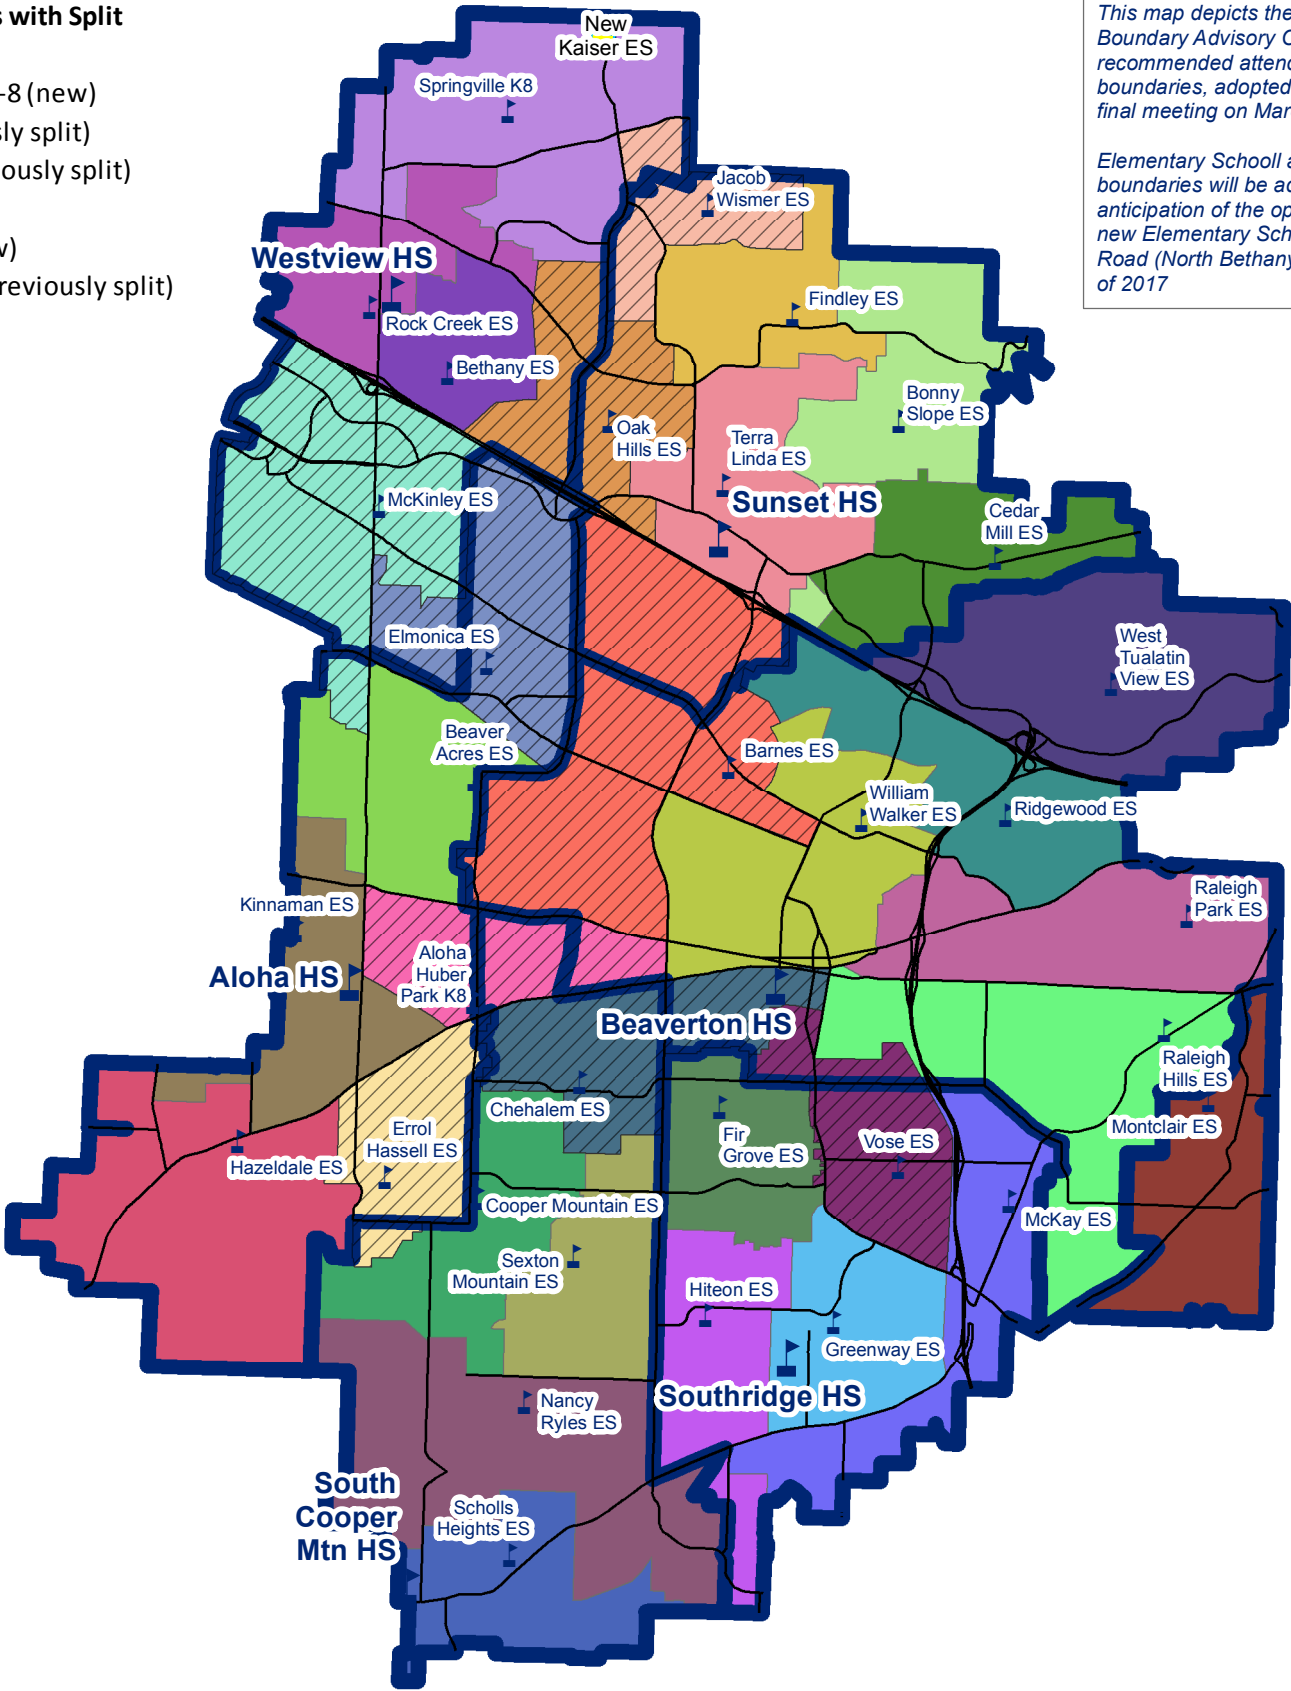 s with Split
-8 (new)
sly split)
ously split)
v)
reviously split)
This map depicts the
Boundary Advisory C
recommended attend
boundaries, adopted
final meeting on Mar
Elementary Schooll a
boundaries will be ad
anticipation of the op
new Elementary Sch
Road (North Bethany
of 2017
New
Kaiser ES
Springville K8
Jacob
Wismer ES
Westview HS
Findley ES
Rock Creek ES
Bethany ES
Bonny
Slope ES
Oak
Hills ES
Terra
Linda ES
McKinley ES
Sunset HS
Cedar
Mill ES
Elmonica ES
West
Tualatin
View ES
Beaver
Acres ES
Barnes ES
William
Walker ES
Ridgewood ES
Kinnaman ES
Raleigh
Park ES
Aloha HS
Aloha
Huber
Park K8
Beaverton HS
Raleigh
Hills ES
Chehalem ES
Montclair ES
Errol
Hassell ES
Fir
Grove ES
Vose ES
Hazeldale ES
Cooper Mountain ES
McKay ES
Sexton
Mountain ES
Hiteon ES
Greenway ES
Southridge HS
Nancy
Ryles ES
South
Cooper
Mtn HS
Scholls
Heights ES